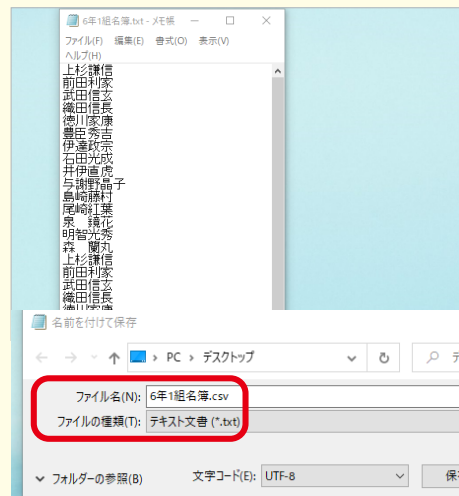 6年1組名簿.txt - メモ帳
ファイル(F) 編集(E) 書式(O) 表示(V)
ヘルプ(H)
上杉謙信
前田利家
武田信玄
織田信長
徳川家康
豊臣秀吉
伊達政宗
石田光成
井伊直虎
与謝野晶子
島崎藤村
尾崎紅葉
泉　鏡花
明智光秀
森　蘭丸
上杉謙信
前田利家
武田信玄
織田信長
徳川家康
名前を付けて保存
PC › デスクトップ
ファイル名(N): 6年1組名簿.csv
ファイルの種類(T): テキスト文書 (*.txt)
フォルダーの参照(B) 文字コード(E): UTF-8